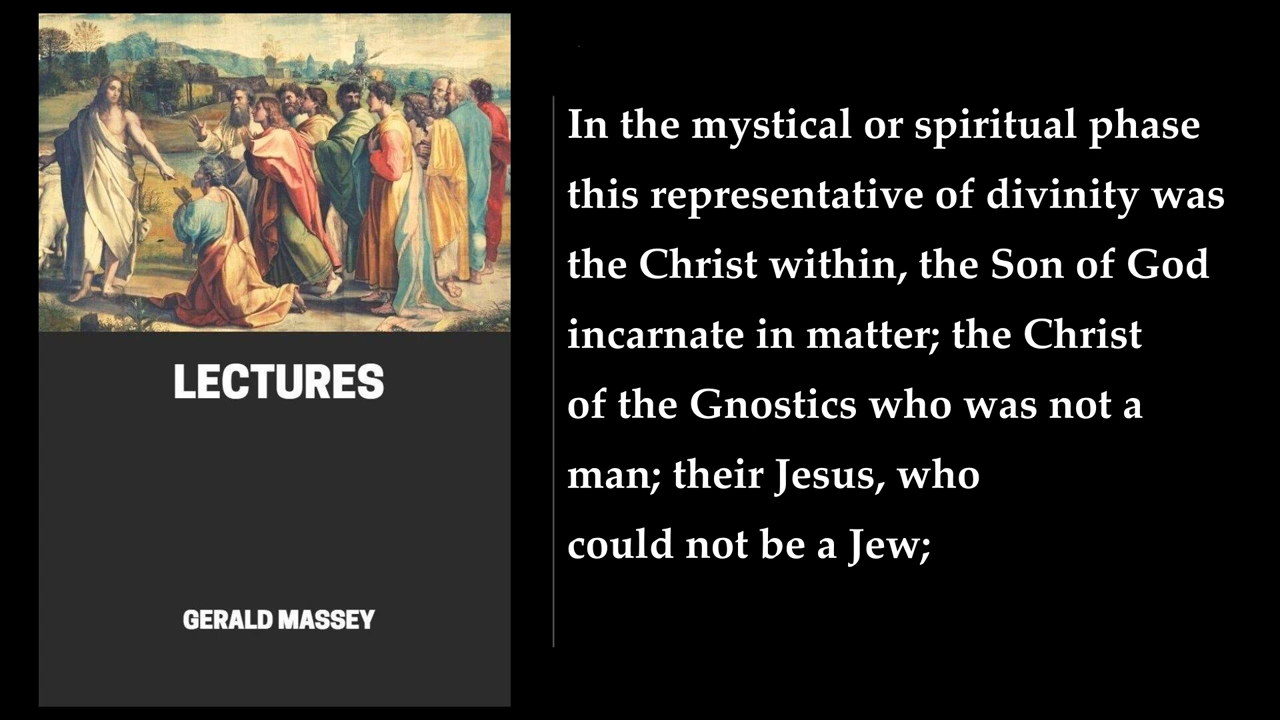 LECTURES
GERALD MASSEY
In the mystical or spiritual phase
this representative of divinity was
the Christ within, the Son of God
incarnate in matter; the Christ
of the Gnostics who was not a
man; their Jesus, who
could not be a Jew;